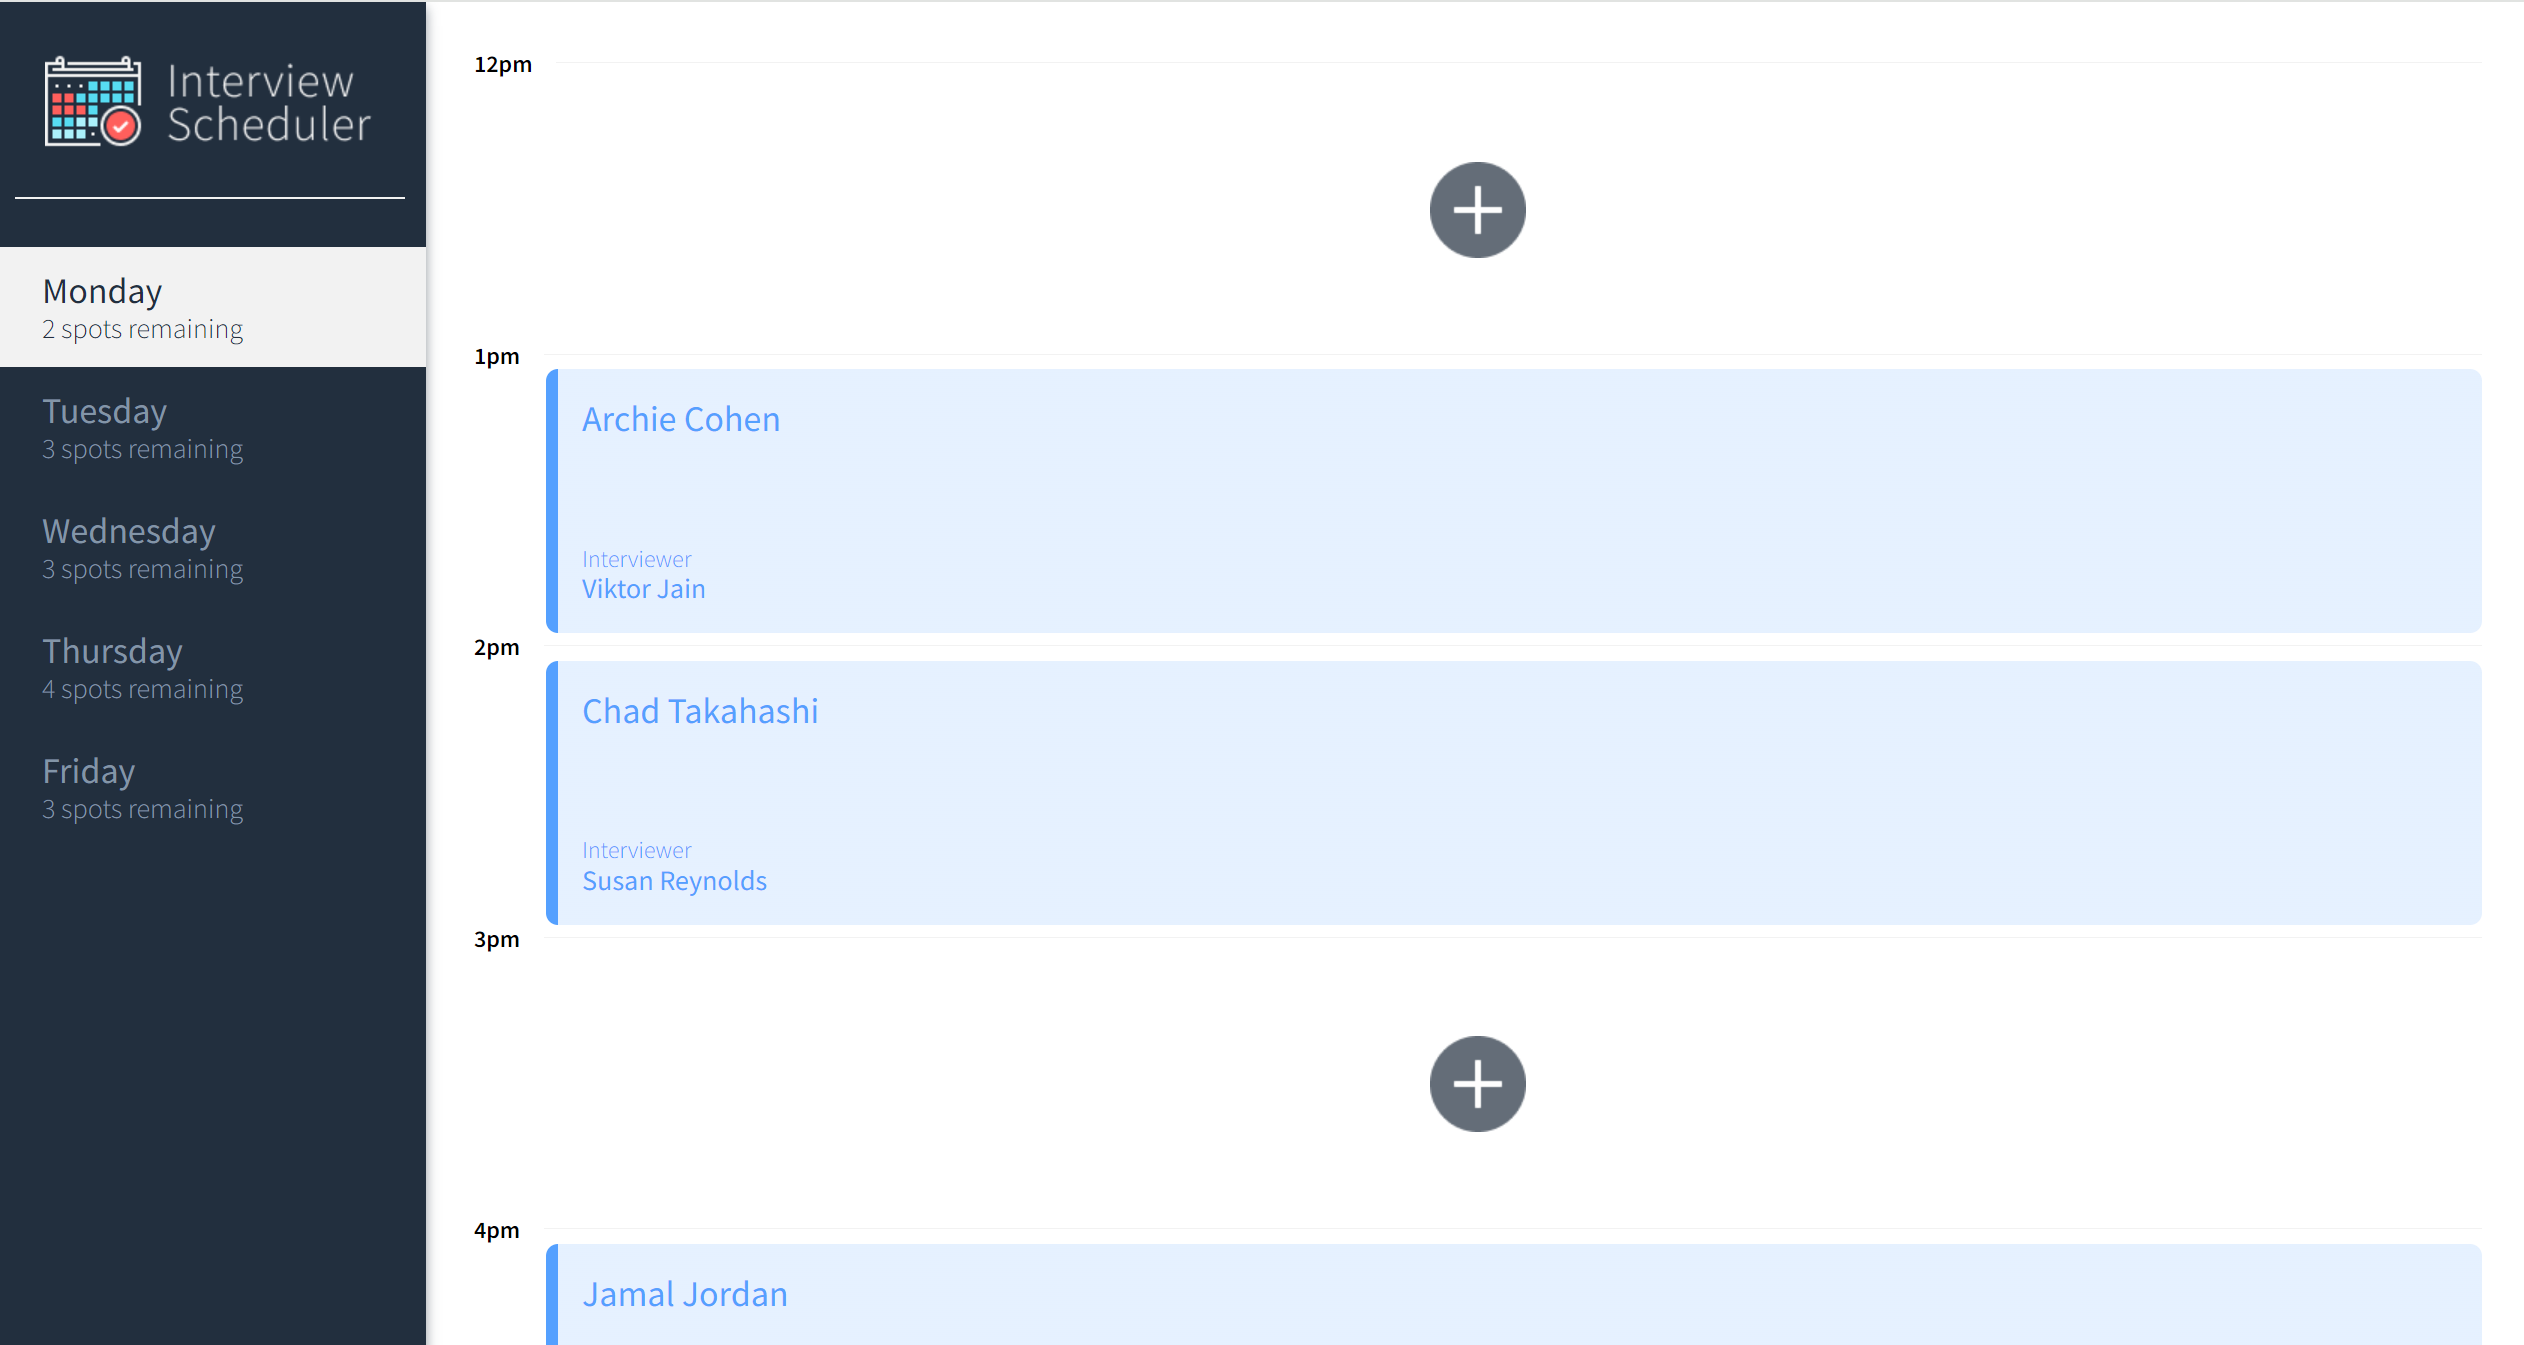 Interview
Scheduler
Monday
2 spots remaining
Tuesday
3 spots remaining
Wednesday
3 spots remaining
Thursday
4 spots remaining
Friday
3 spots remaining
12pm
1pm
Archie Cohen
Interviewer
Viktor Jain
2pm
Chad Takahashi
Interviewer
Susan Reynolds
3pm
4pm
Jamal Jordan